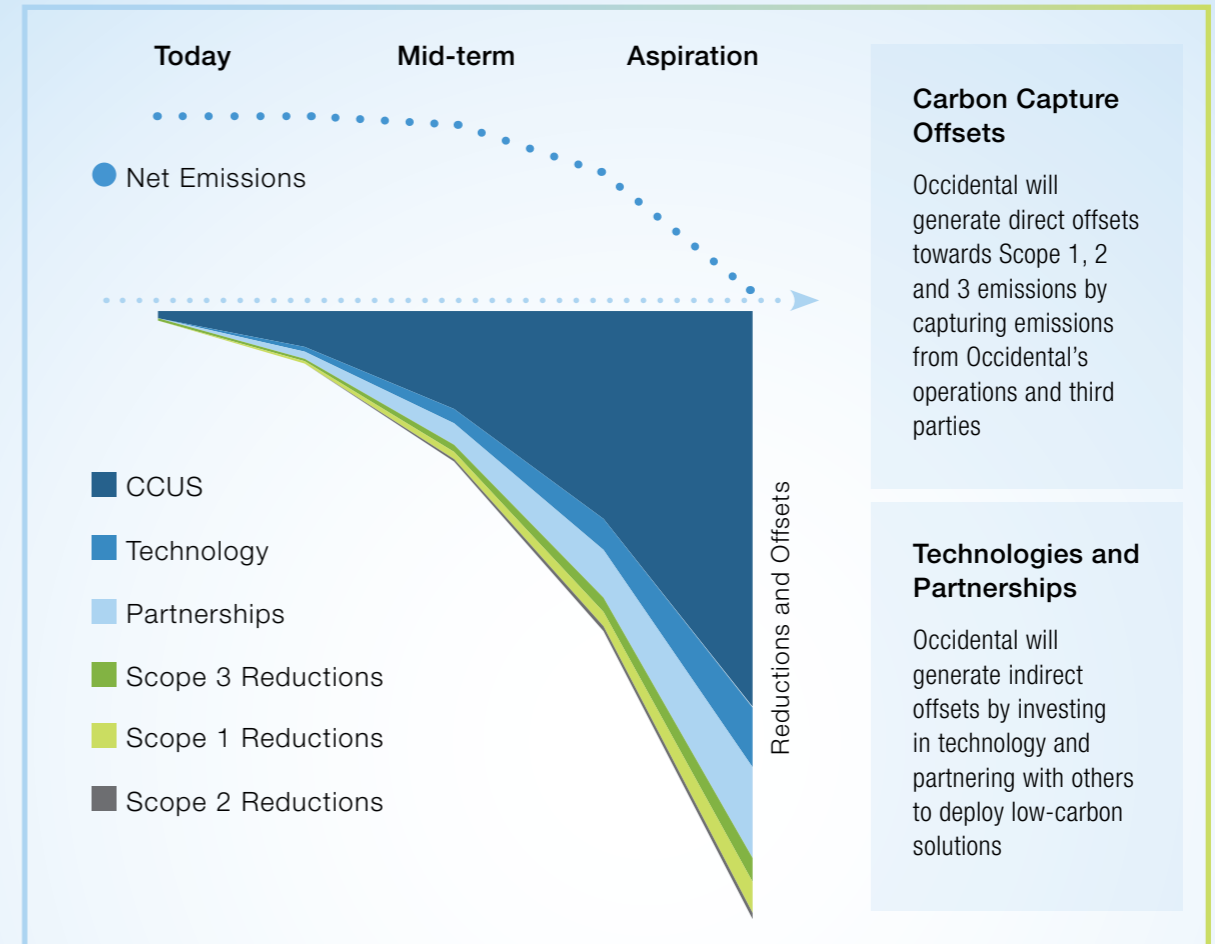 Today
Mid-term
Aspiration
Net Emissions
CCUS
Technology
Partnerships
Scope 3 Reductions
Scope 1 Reductions
Scope 2 Reductions
Reductions and Offsets
Carbon Capture
Offsets
Occidental will
generate direct offsets
towards Scope 1, 2
and 3 emissions by
capturing emissions
from Occidental’s
operations and third
parties
Technologies and
Partnerships
Occidental will
generate indirect
offsets by investing
in technology and
partnering with others
to deploy low-carbon
solutions